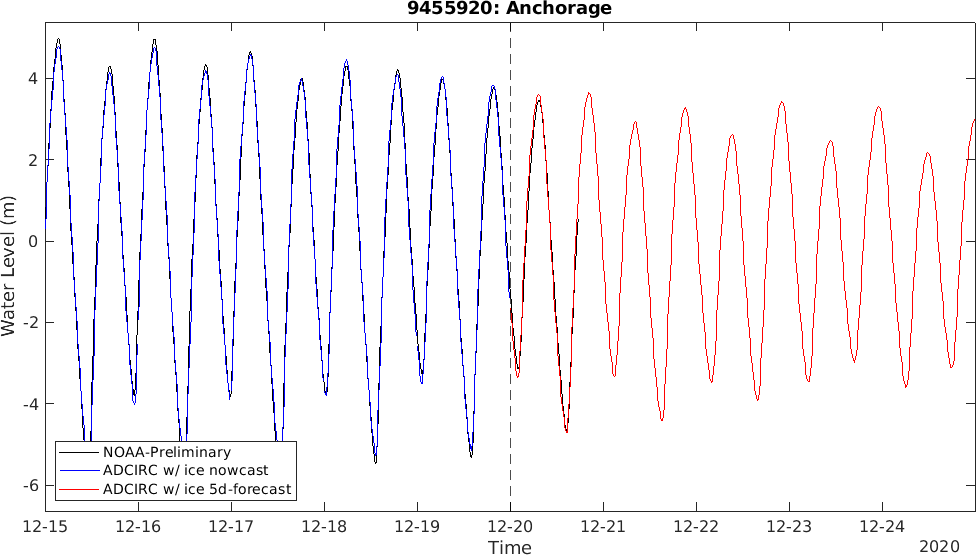 9455920: Anchorage
Water Level (m)
4
2
0
-2
-4
-6
NOAA-Preliminary
ADCIRC w/ ice nowcast
ADCIRC w/ ice 5d-forecast
12-15 12-16 12-17 12-18 12-19 12-20 12-21 12-22 12-23 12-24
Time
2020